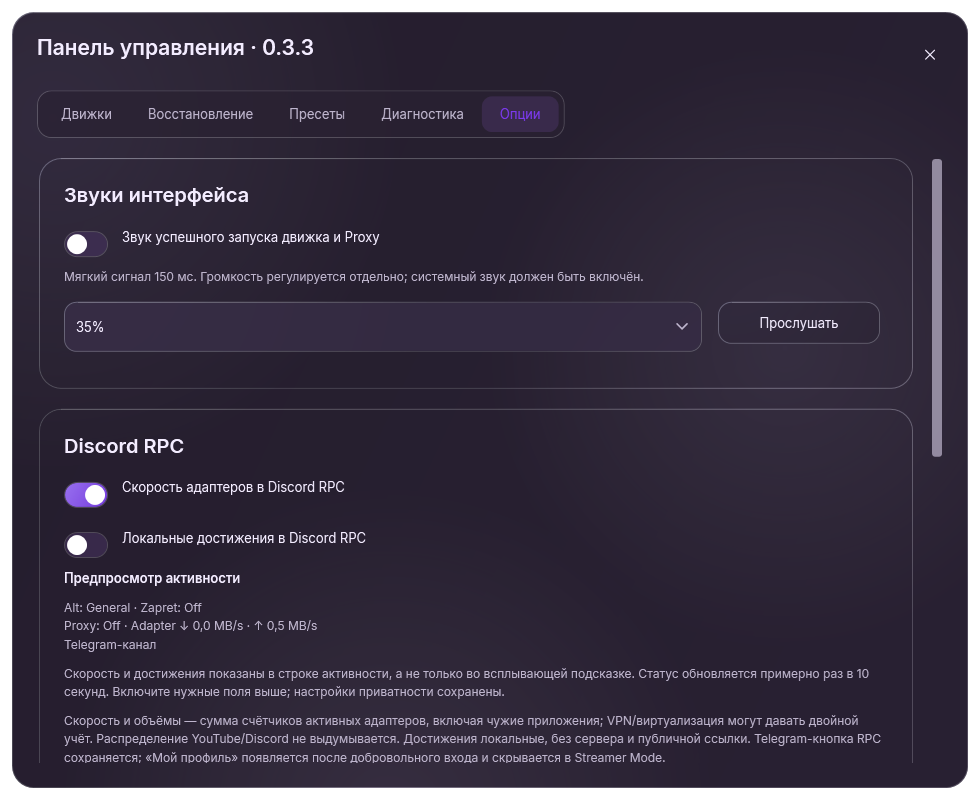 Панель управления · 0.3.3
Движки
Восстановление
Пресеты
Диагностика
Опции
Звуки интерфейса
Звук успешного запуска движка и Proxy
Мягкий сигнал 150 мс. Громкость регулируется отдельно; системный звук должен быть включён.
35%
Прослушать
Discord RPC
Скорость адаптеров в Discord RPC
Локальные достижения в Discord RPC
Предпросмотр активности
Alt: General · Zapret: Off
Proxy: Off · Adapter ↓ 0,0 MB/s · ↑ 0,5 MB/s
Telegram-канал
Скорость и достижения показаны в строке активности, а не только во всплывающей подсказке. Статус обновляется примерно раз в 10
секунд. Включите нужные поля выше; настройки приватности сохранены.
Скорость и объёмы — сумма счётчиков активных адаптеров, включая чужие приложения; VPN/виртуализация могут давать двойной
учёт. Распределение YouTube/Discord не выдумывается. Достижения локальные, без сервера и публичной ссылки. Telegram-кнопка RPC
сохраняется; «Мой профиль» появляется после добровольного входа и скрывается в Streamer Mode.